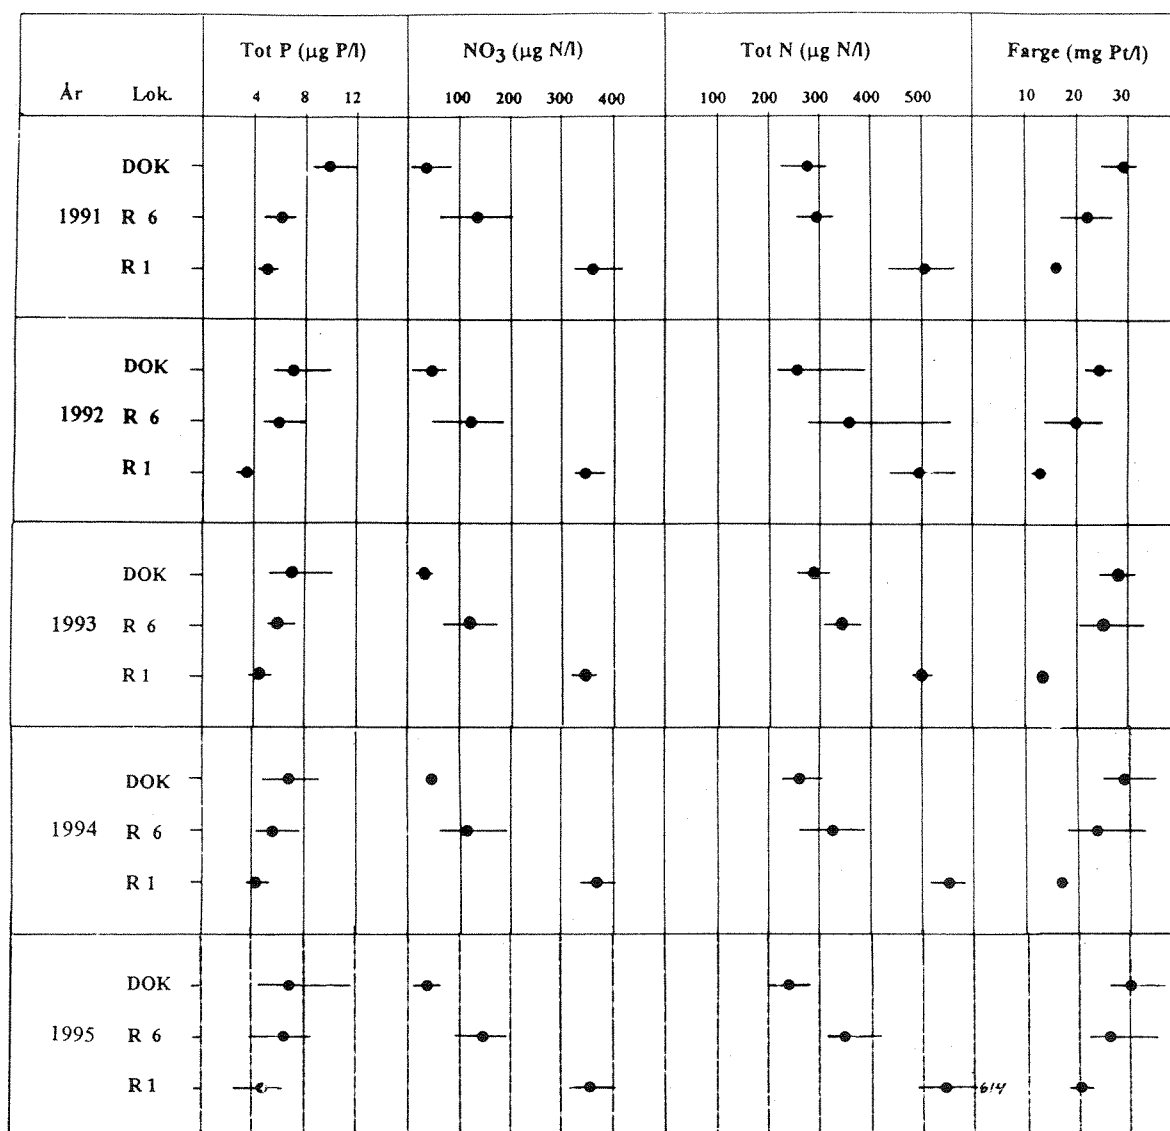 Tot P (µg P/l) NO3 (µg N/l) Tot N (µg N/l) Farge (mg Pt/l)
År Lok. 4 8 12 100 200 300 400 100 200 300 400 500 10 20 30
DOK
1991 R 6
R 1
DOK
1992 R 6
R 1
DOK
1993 R 6
R 1
DOK
1994 R 6
R 1
DOK
1995 R 6
R 1 614